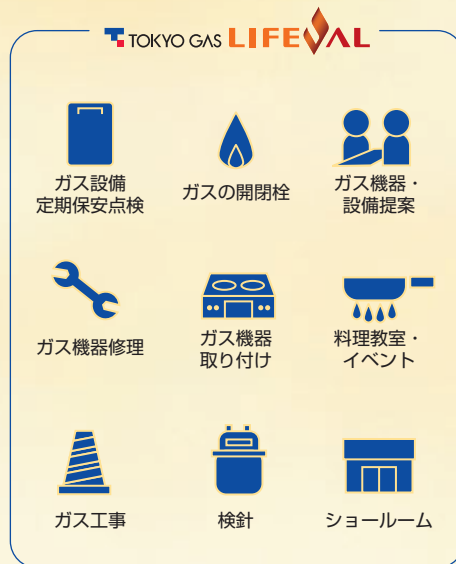 TOKYO GAS LIFEVAL
ガス設備
定期保安点検
ガスの開閉栓
ガス機器・
設備提案
ガス機器修理
ガス機器
取り付け
料理教室・
イベント
ガス工事
検針
ショールーム